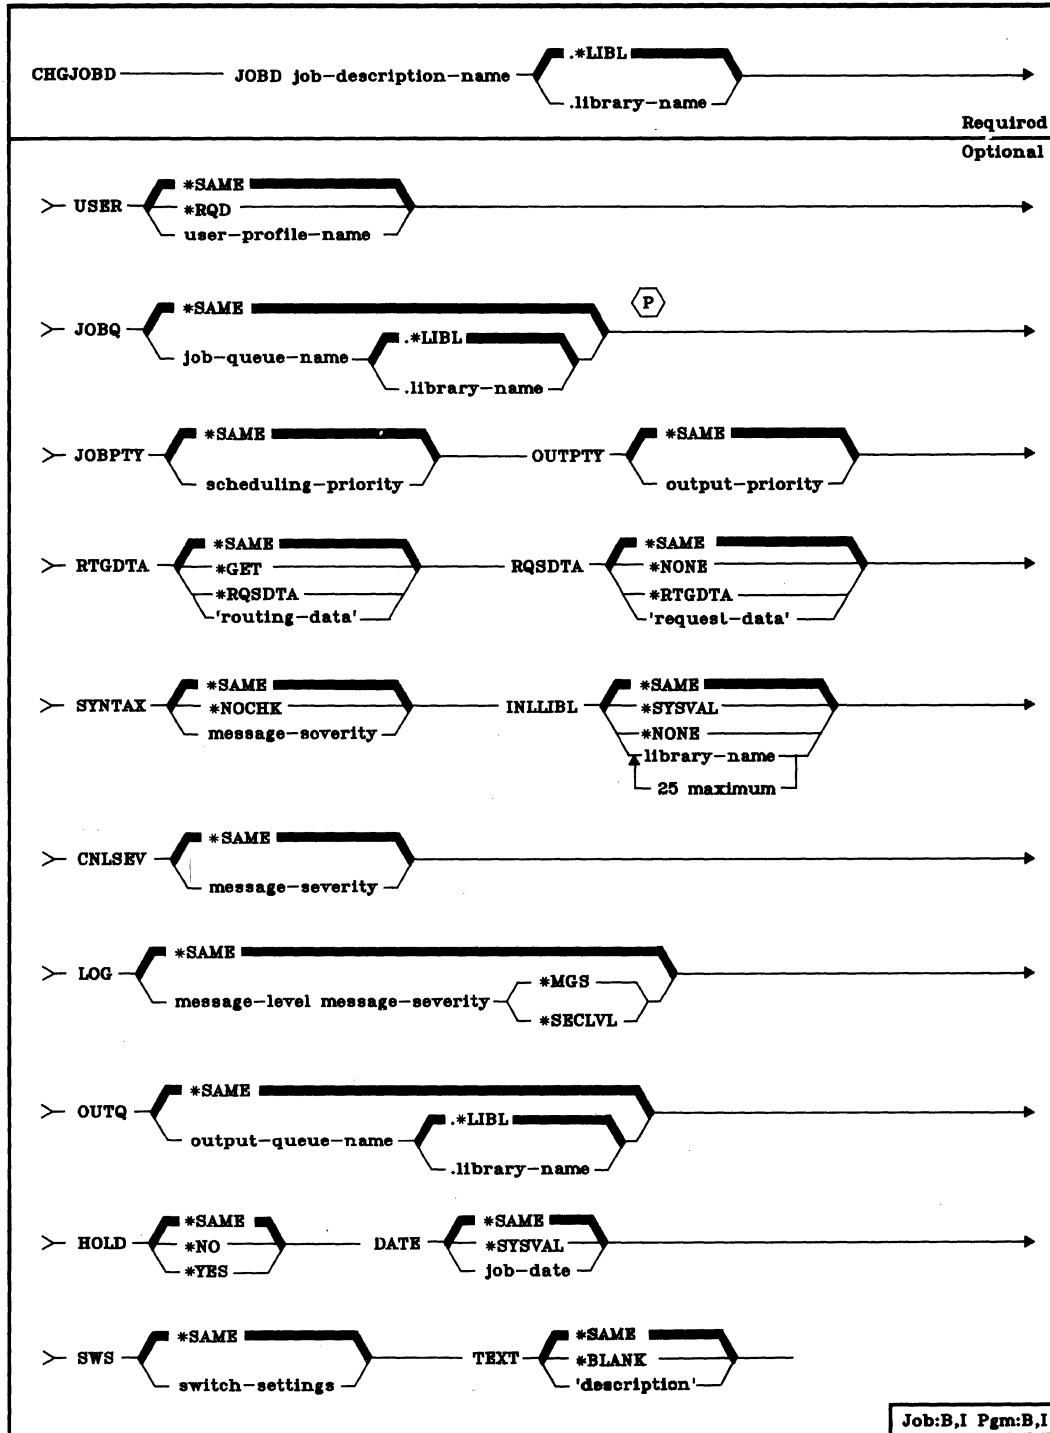 .*LIBL
CHGJOBD JOBD job-description-name
.library-name
Required
Optional
*SAME
USER *RQD
user-profile-name
*SAME P
JOBQ .*LIBL
job-queue-name
.library-name
*SAME *SAME
JOBPTY OUTPTY
scheduling-priority output-priority
*SAME *SAME
RTGDTA *GET RQSDTA *NONE
*RQSDTA *RTGDTA
'routing-data' 'request-data'
*SAME *SAME
SYNTAX *NOCHK INLLIBL *SYSVAL
message-severity *NONE
library-name
25 maximum
*SAME
CNLSEV
message-severity
*SAME
LOG *MGS
message-level message-severity
*SECLVL
*SAME
OUTQ .*LIBL
output-queue-name
.library-name
*SAME *SAME
HOLD *NO DATE *SYSVAL
*YES job-date
*SAME *SAME
SWS TEXT *BLANK
switch-settings 'description'
Job:B,I Pgm:B,I